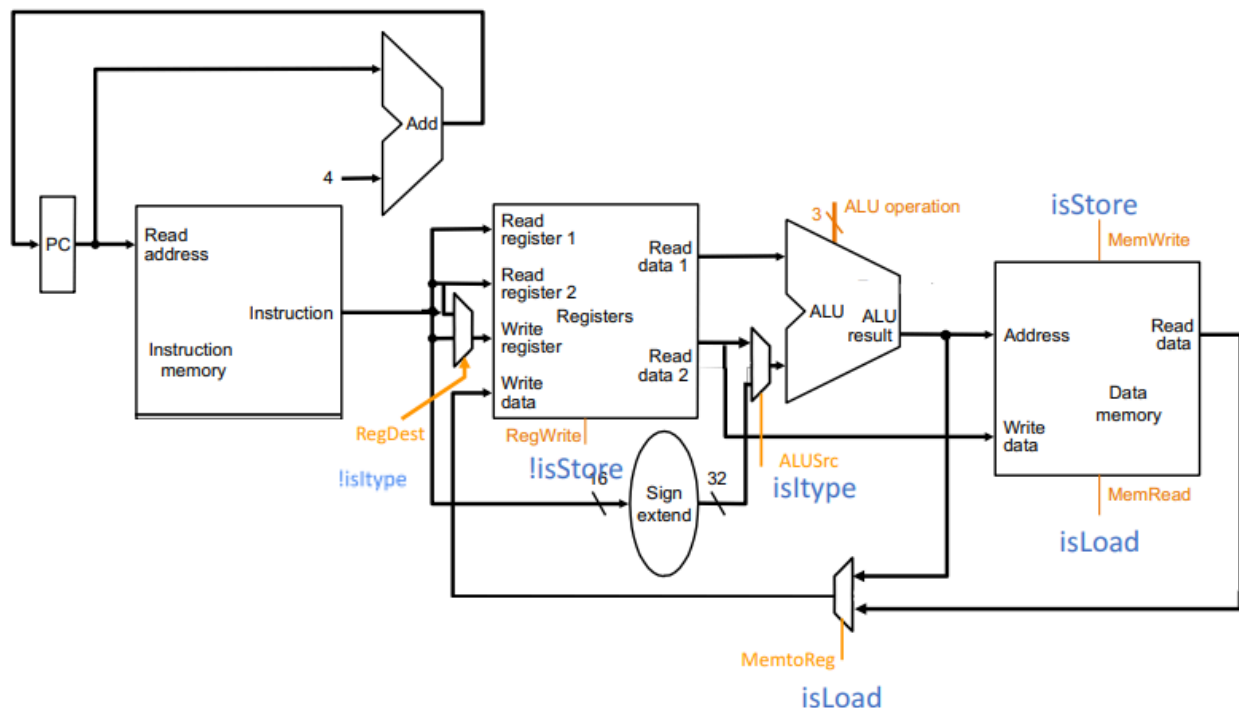 Add
4
PC
Read
address
Instruction
Instruction
memory
Read
register 1
Read
register 2
Write
register
Write
data
Registers
Read
data 1
Read
data 2
RegDest
!isItype
RegWrite
!isStore
16
Sign
extend
32
3
ALU operation
ALU
ALU
result
ALUSrc
isItype
isStore
MemWrite
Address
Read
data
Data
memory
Write
data
MemRead
isLoad
MemtoReg
isLoad